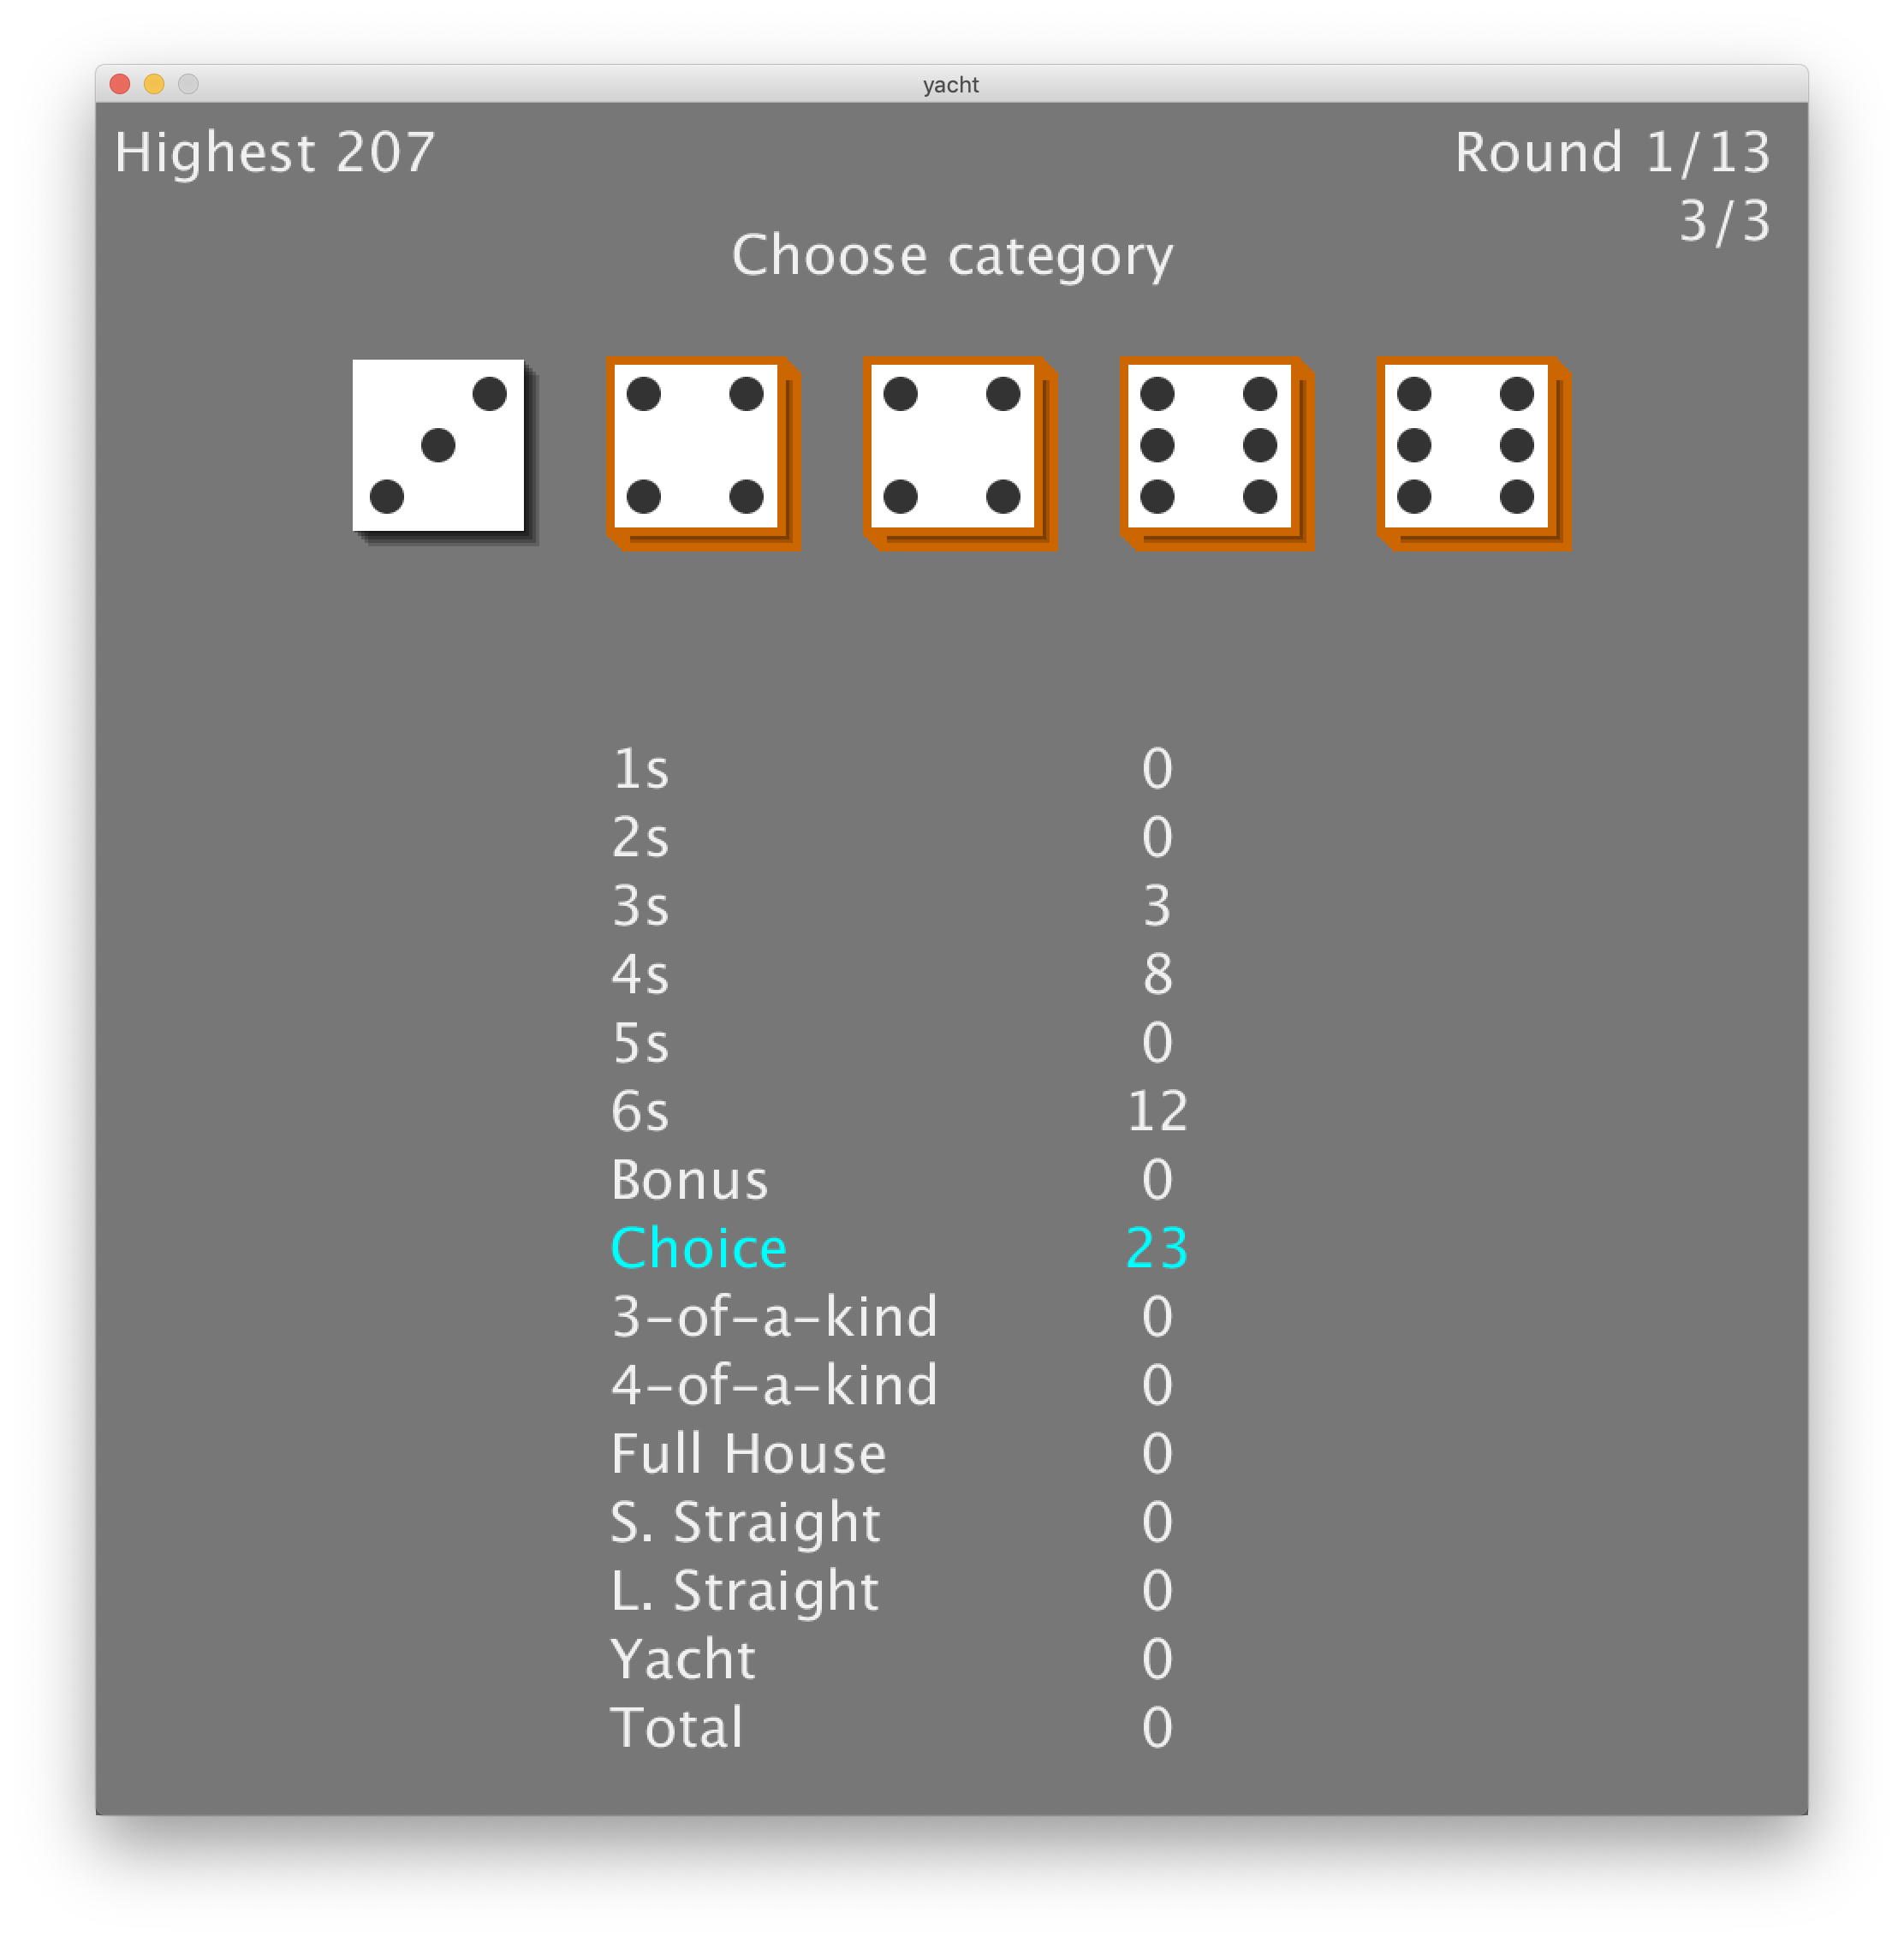 yacht
Highest 207 Round 1/13
3/3
Choose category
1s 0
2s 0
3s 3
4s 8
5s 0
6s 12
Bonus 0
Choice 23
3-of-a-kind 0
4-of-a-kind 0
Full House 0
S. Straight 0
L. Straight 0
Yacht 0
Total 0